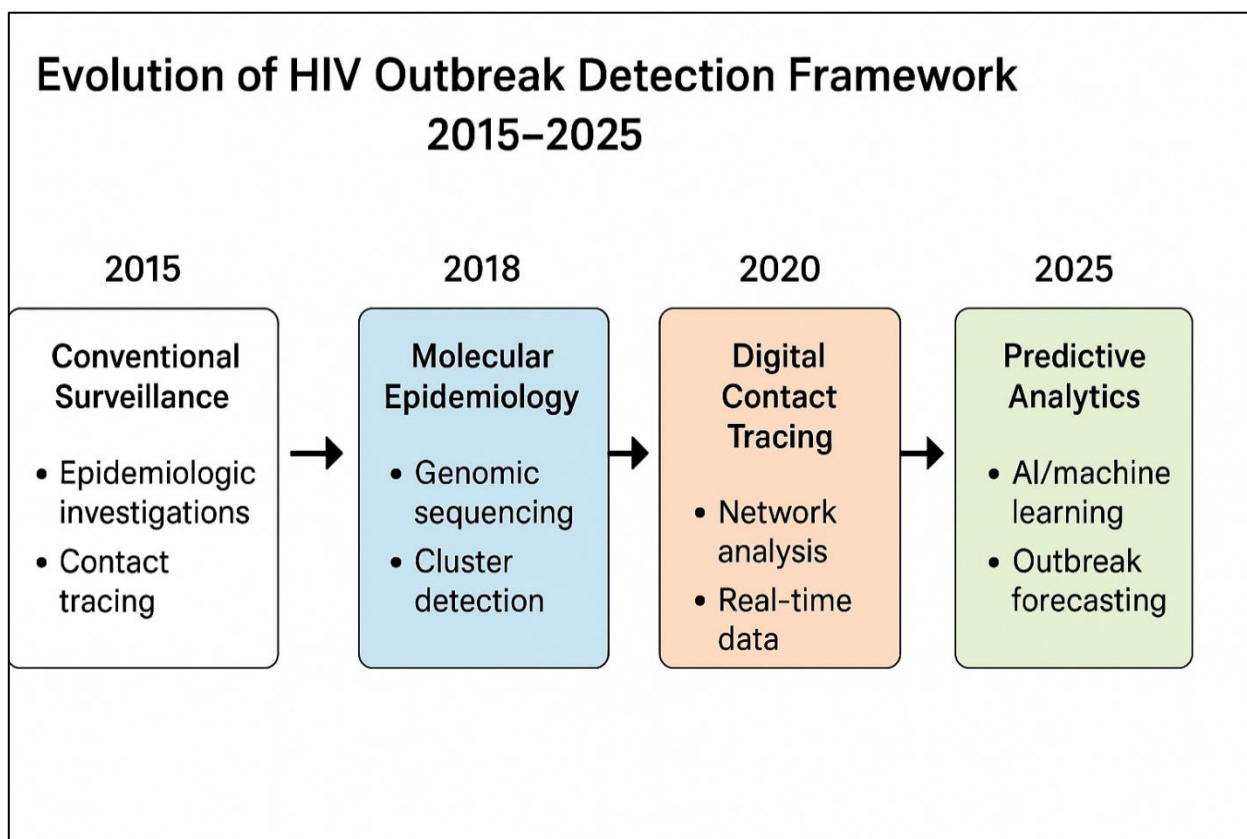 Evolution of HIV Outbreak Detection Framework
2015–2025
2015
Conventional
Surveillance
• Epidemiologic
investigations
• Contact
tracing
2018
Molecular
Epidemiology
• Genomic
sequencing
• Cluster
detection
2020
Digital
Contact
Tracing
• Network
analysis
• Real-time
data
2025
Predictive
Analytics
• AI/machine
learning
• Outbreak
forecasting